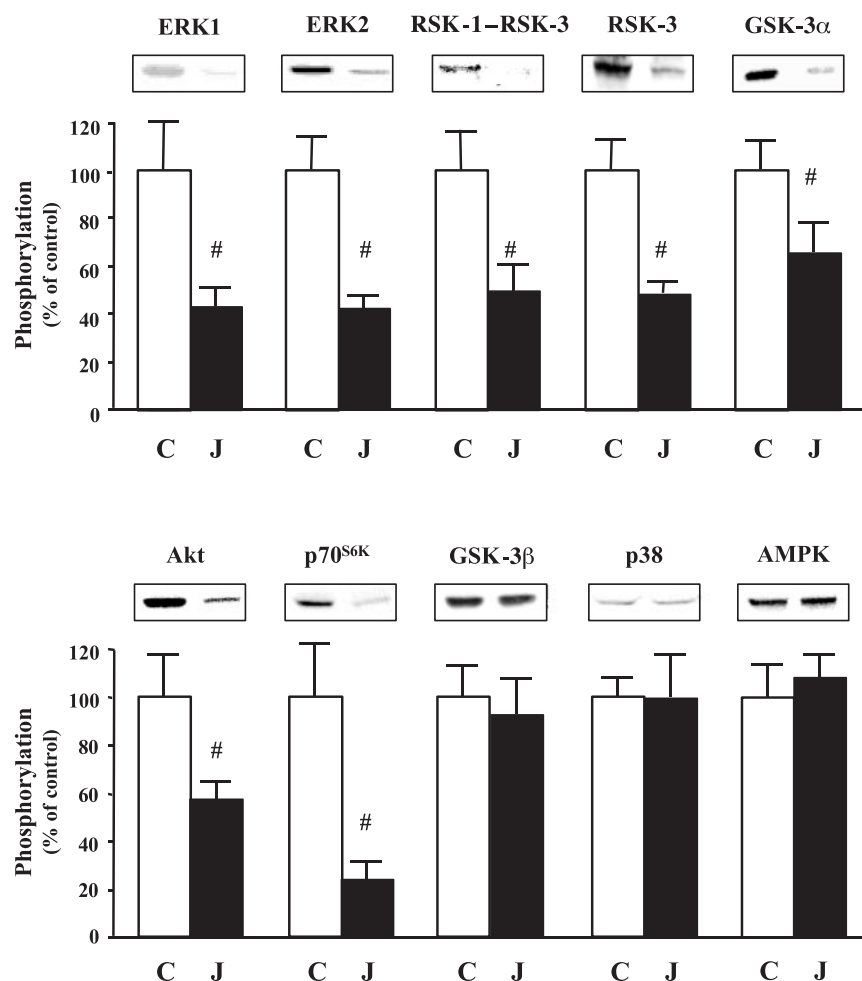 ERK1 ERK2 RSK-1–RSK-3 RSK-3 GSK-3α
Phosphorylation
(% of control)
120
100
80
60
40
20
0
# # # # #
C J C J C J C J C J
Akt p70S6K GSK-3β p38 AMPK
Phosphorylation
(% of control)
120
100
80
60
40
20
0
# #
C J C J C J C J C J